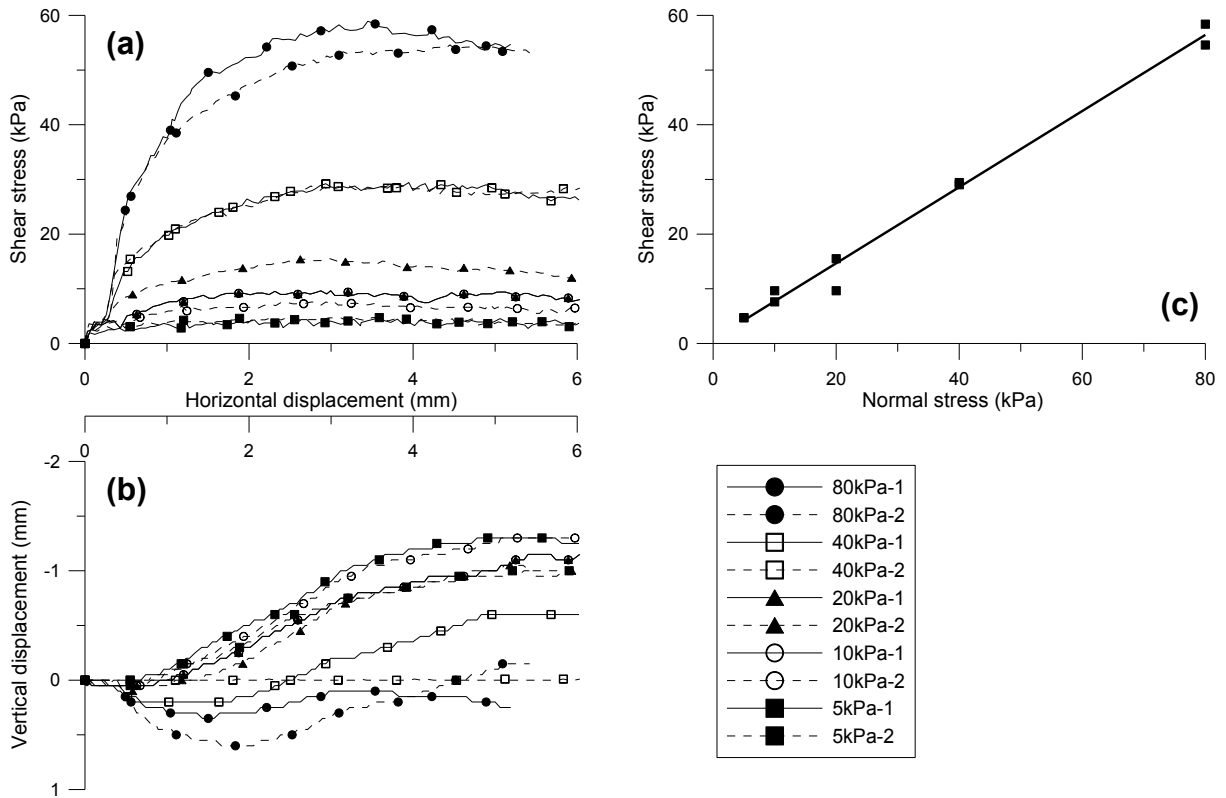 (a)
Shear stress (kPa)
60
40
20
0
0 2 4 6
Horizontal displacement (mm)
0 2 4 6
(b)
Vertical displacement (mm)
-2
-1
0
1
(c)
Shear stress (kPa)
60
40
20
0
0 20 40 60 80
Normal stress (kPa)
80kPa-1
80kPa-2
40kPa-1
40kPa-2
20kPa-1
20kPa-2
10kPa-1
10kPa-2
5kPa-1
5kPa-2